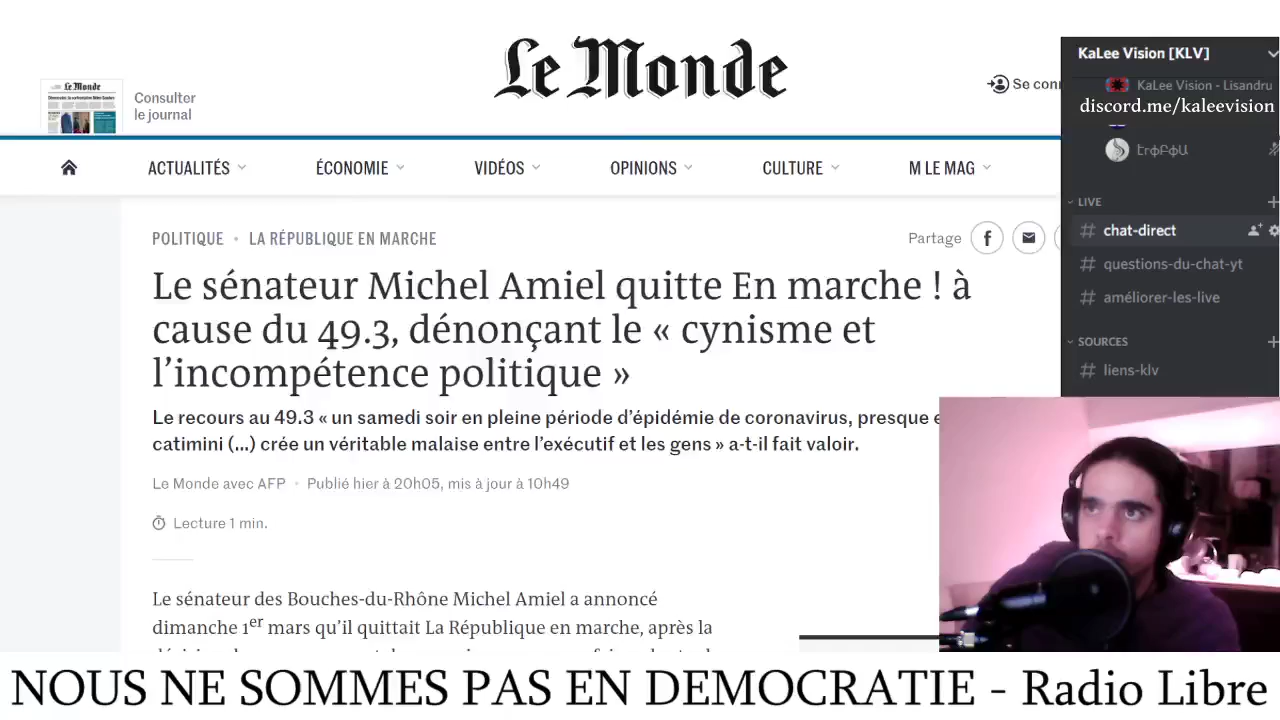 Le Monde
Consulter
le journal
Le Monde
Se conn
ACTUALITÉS
ÉCONOMIE
VIDÉOS
OPINIONS
CULTURE
M LE MAG
POLITIQUE • LA RÉPUBLIQUE EN MARCHE
Partage
Le sénateur Michel Amiel quitte En marche ! à
cause du 49.3, dénonçant le « cynisme et
l’incompétence politique »
Le recours au 49.3 « un samedi soir en pleine période d’épidémie de coronavirus, presque e
catimini (...) crée un véritable malaise entre l’exécutif et les gens » a-t-il fait valoir.
Le Monde avec AFP • Publié hier à 20h05, mis à jour à 10h49
Lecture 1 min.
Le sénateur des Bouches-du-Rhône Michel Amiel a annoncé
dimanche 1er mars qu’il quittait La République en marche, après la
KaLee Vision [KLV]
KaLee Vision - Lisandru
discord.me/kaleevision
LIVE
# chat-direct
# questions-du-chat-yt
# améliorer-les-live
SOURCES
# liens-klv
NOUS NE SOMMES PAS EN DEMOCRATIE - Radio Libre